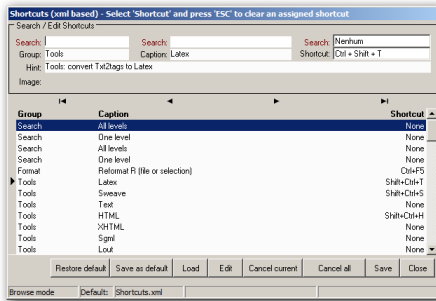 Shortcuts (xml based) - Select 'Shortcut' and press 'ESC' to clear an assigned shortcut
Search / Edit Shortcuts
Search: Search: Search: Nenhum
Group: Tools Caption: Latex Shortcut: Ctrl + Shift + T
Hint: Tools: convert Txt2tags to Latex
Image:
Group Caption Shortcut
Search All levels None
Search One level None
Search All levels None
Search One level None
Format Reformat R (file or selection) Ctrl+F5
Tools Latex Shift+Ctrl+T
Tools Sweave Shift+Ctrl+S
Tools Text None
Tools HTML Shift+Ctrl+H
Tools XHTML None
Tools Sgml None
Tools Lout None
Restore default Save as default Load Edit Cancel current Cancel all Save Close
Browse mode Default: Shortcuts.xml